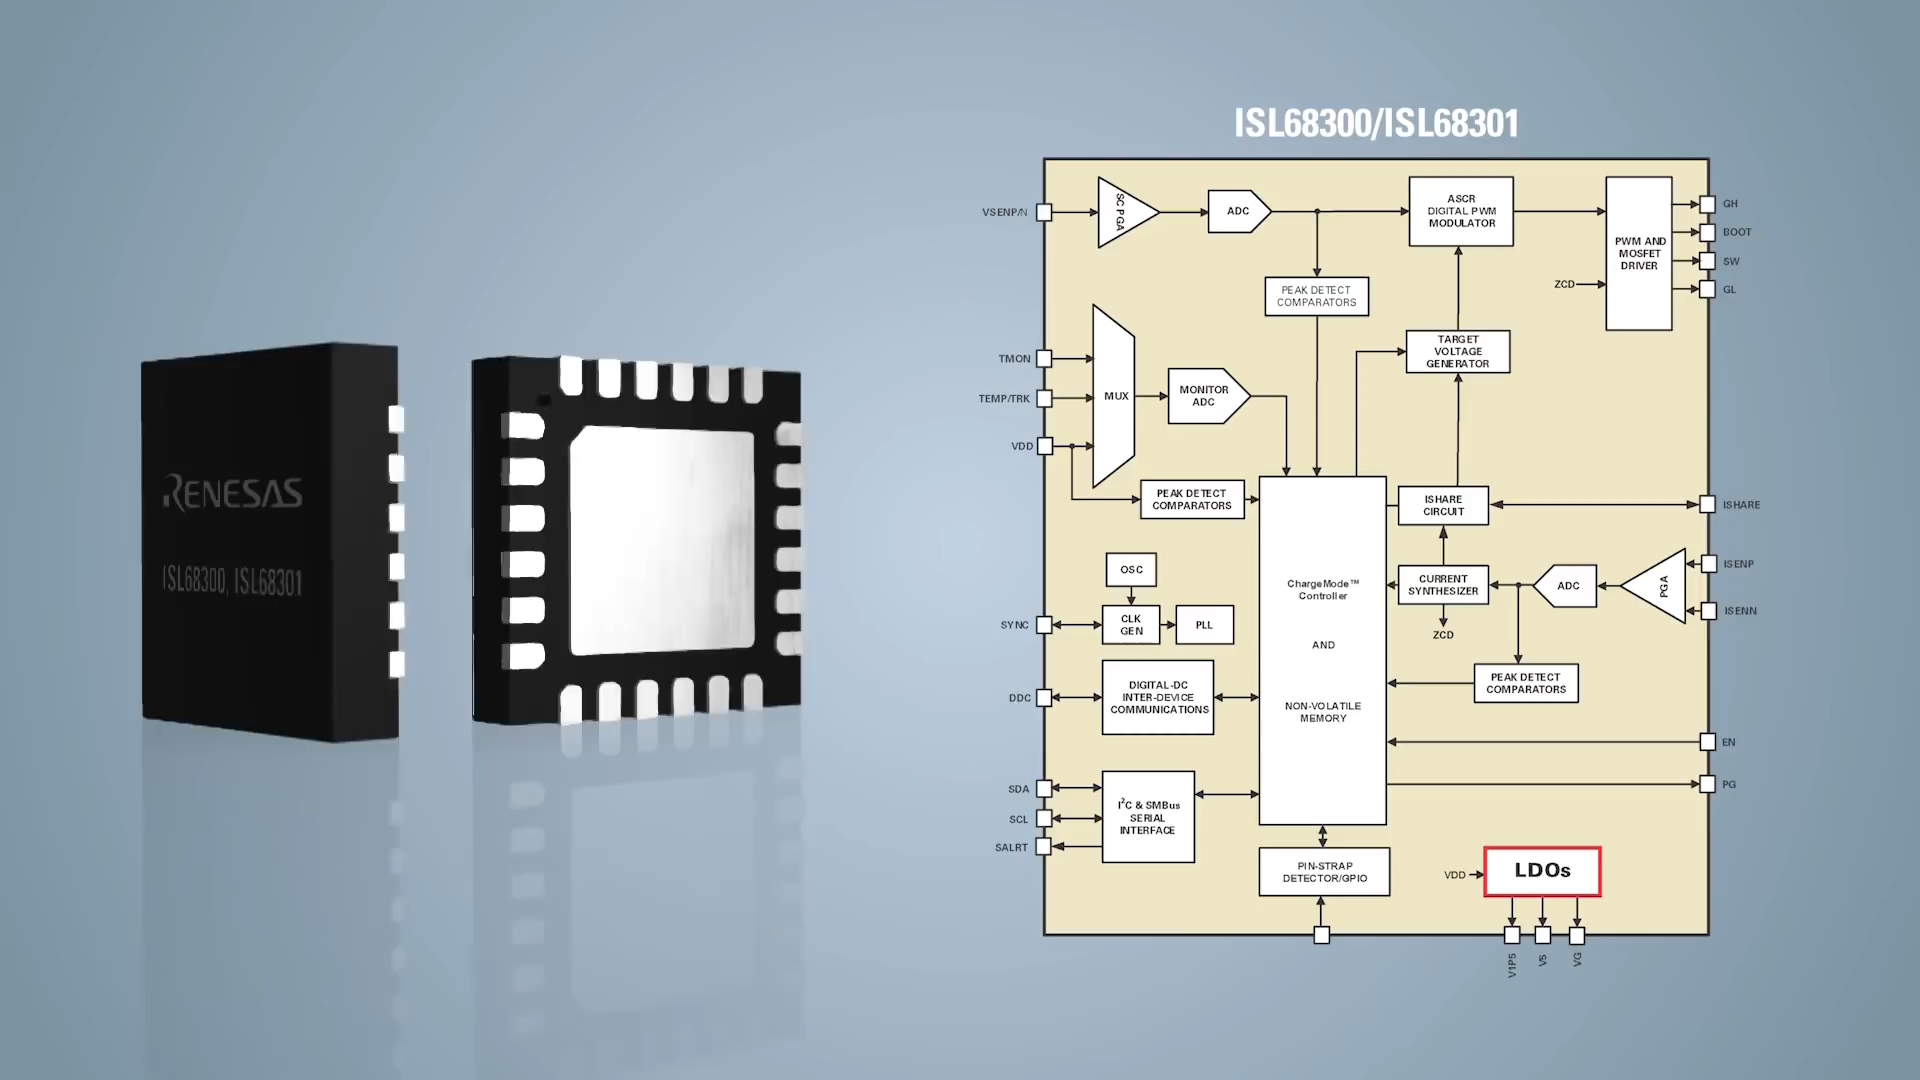 RENESAS
ISL68300, ISL68301
ISL68300/ISL68301
VSENP/N
SC PGA
ADC
ASCR
DIGITAL PWM
MODULATOR
PWM AND
MOSFET
DRIVER
GH
BOOT
SW
GL
ZCD
PEAK DETECT
COMPARATORS
TARGET
VOLTAGE
GENERATOR
TMON
TEMP/TRK
VDD
MUX
MONITOR
ADC
PEAK DETECT
COMPARATORS
ISHARE
CIRCUIT
ISHARE
OSC
CLK
GEN
PLL
SYNC
ChargeMode™
Controller
AND
NON-VOLATILE
MEMORY
CURRENT
SYNTHESIZER
ZCD
ADC
PGA
ISENP
ISENN
PEAK DETECT
COMPARATORS
DDC
DIGITAL-DC
INTER-DEVICE
COMMUNICATIONS
EN
PG
SDA
SCL
SALRT
I²C & SMBus
SERIAL
INTERFACE
PIN-STRAP
DETECTOR/GPIO
VDD
LDOs
V1P5
V5
VG